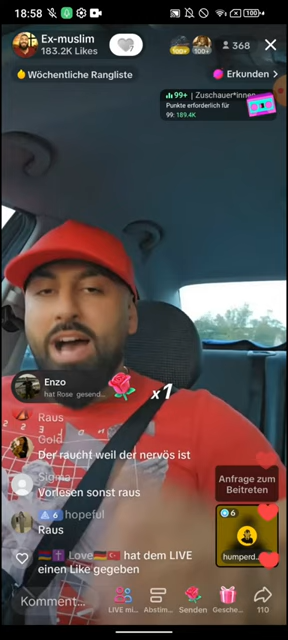 18:58
100+
Ex-muslim
183.2K Likes
100+
100+
368
Wöchentliche Rangliste
Erkunden >
99+ | Zuschauer*innen
Punkte erforderlich für
99: 189.4K
Enzo
hat Rose gesend...
x1
Raus
Gold
Der raucht weil der nervös ist
Sigma
Vorlesen sonst raus
6 hopeful
Raus
Love hat dem LIVE
einen Like gegeben
Anfrage zum
Beitreten
6
humperd...
Komment...
LIVE mi...
Abstim...
Senden
Gesche...
110